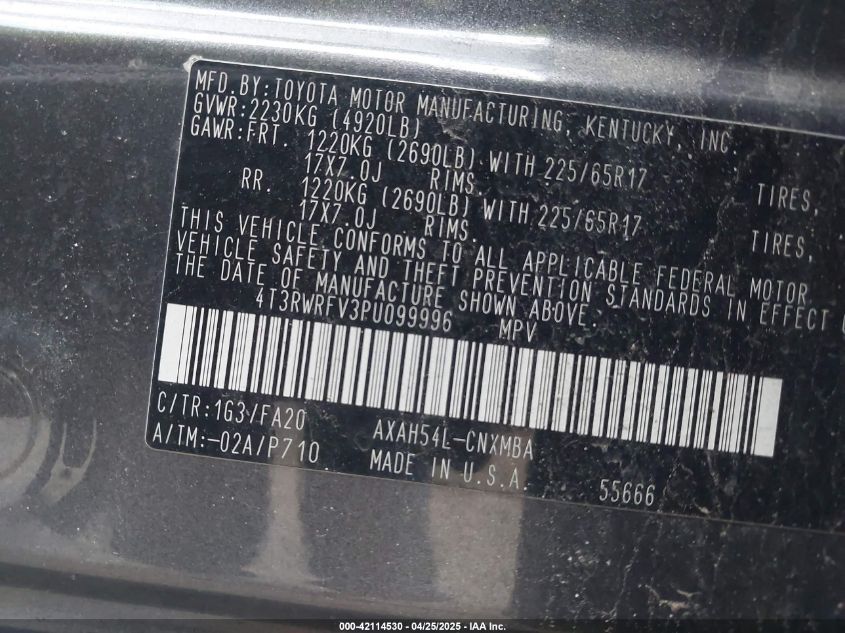 MFD.BY:TOYOTA MOTOR MANUFACTURING, KENTUCKY, INC.
GVWR:2230KG (4920LB)
GAWR:FRT. 1220KG (2690LB) WITH 225/65R17 TIRES,
17X7.0J RIMS.
RR. 1220KG (2690LB) WITH 225/65R17 TIRES,
17X7.0J RIMS.
THIS VEHICLE CONFORMS TO ALL APPLICABLE FEDERAL MOTOR
VEHICLE SAFETY AND THEFT PREVENTION STANDARDS IN EFFECT
THE DATE OF MANUFACTURE SHOWN ABOVE.
4T3RWRFV3PU099996 MPV
C/TR:1G3/FA20 AXAH54L-CNXMBA
A/TM:-02A/P710 MADE IN U.S.A. 55666
000-42114530 - 04/25/2025 - IAA Inc.